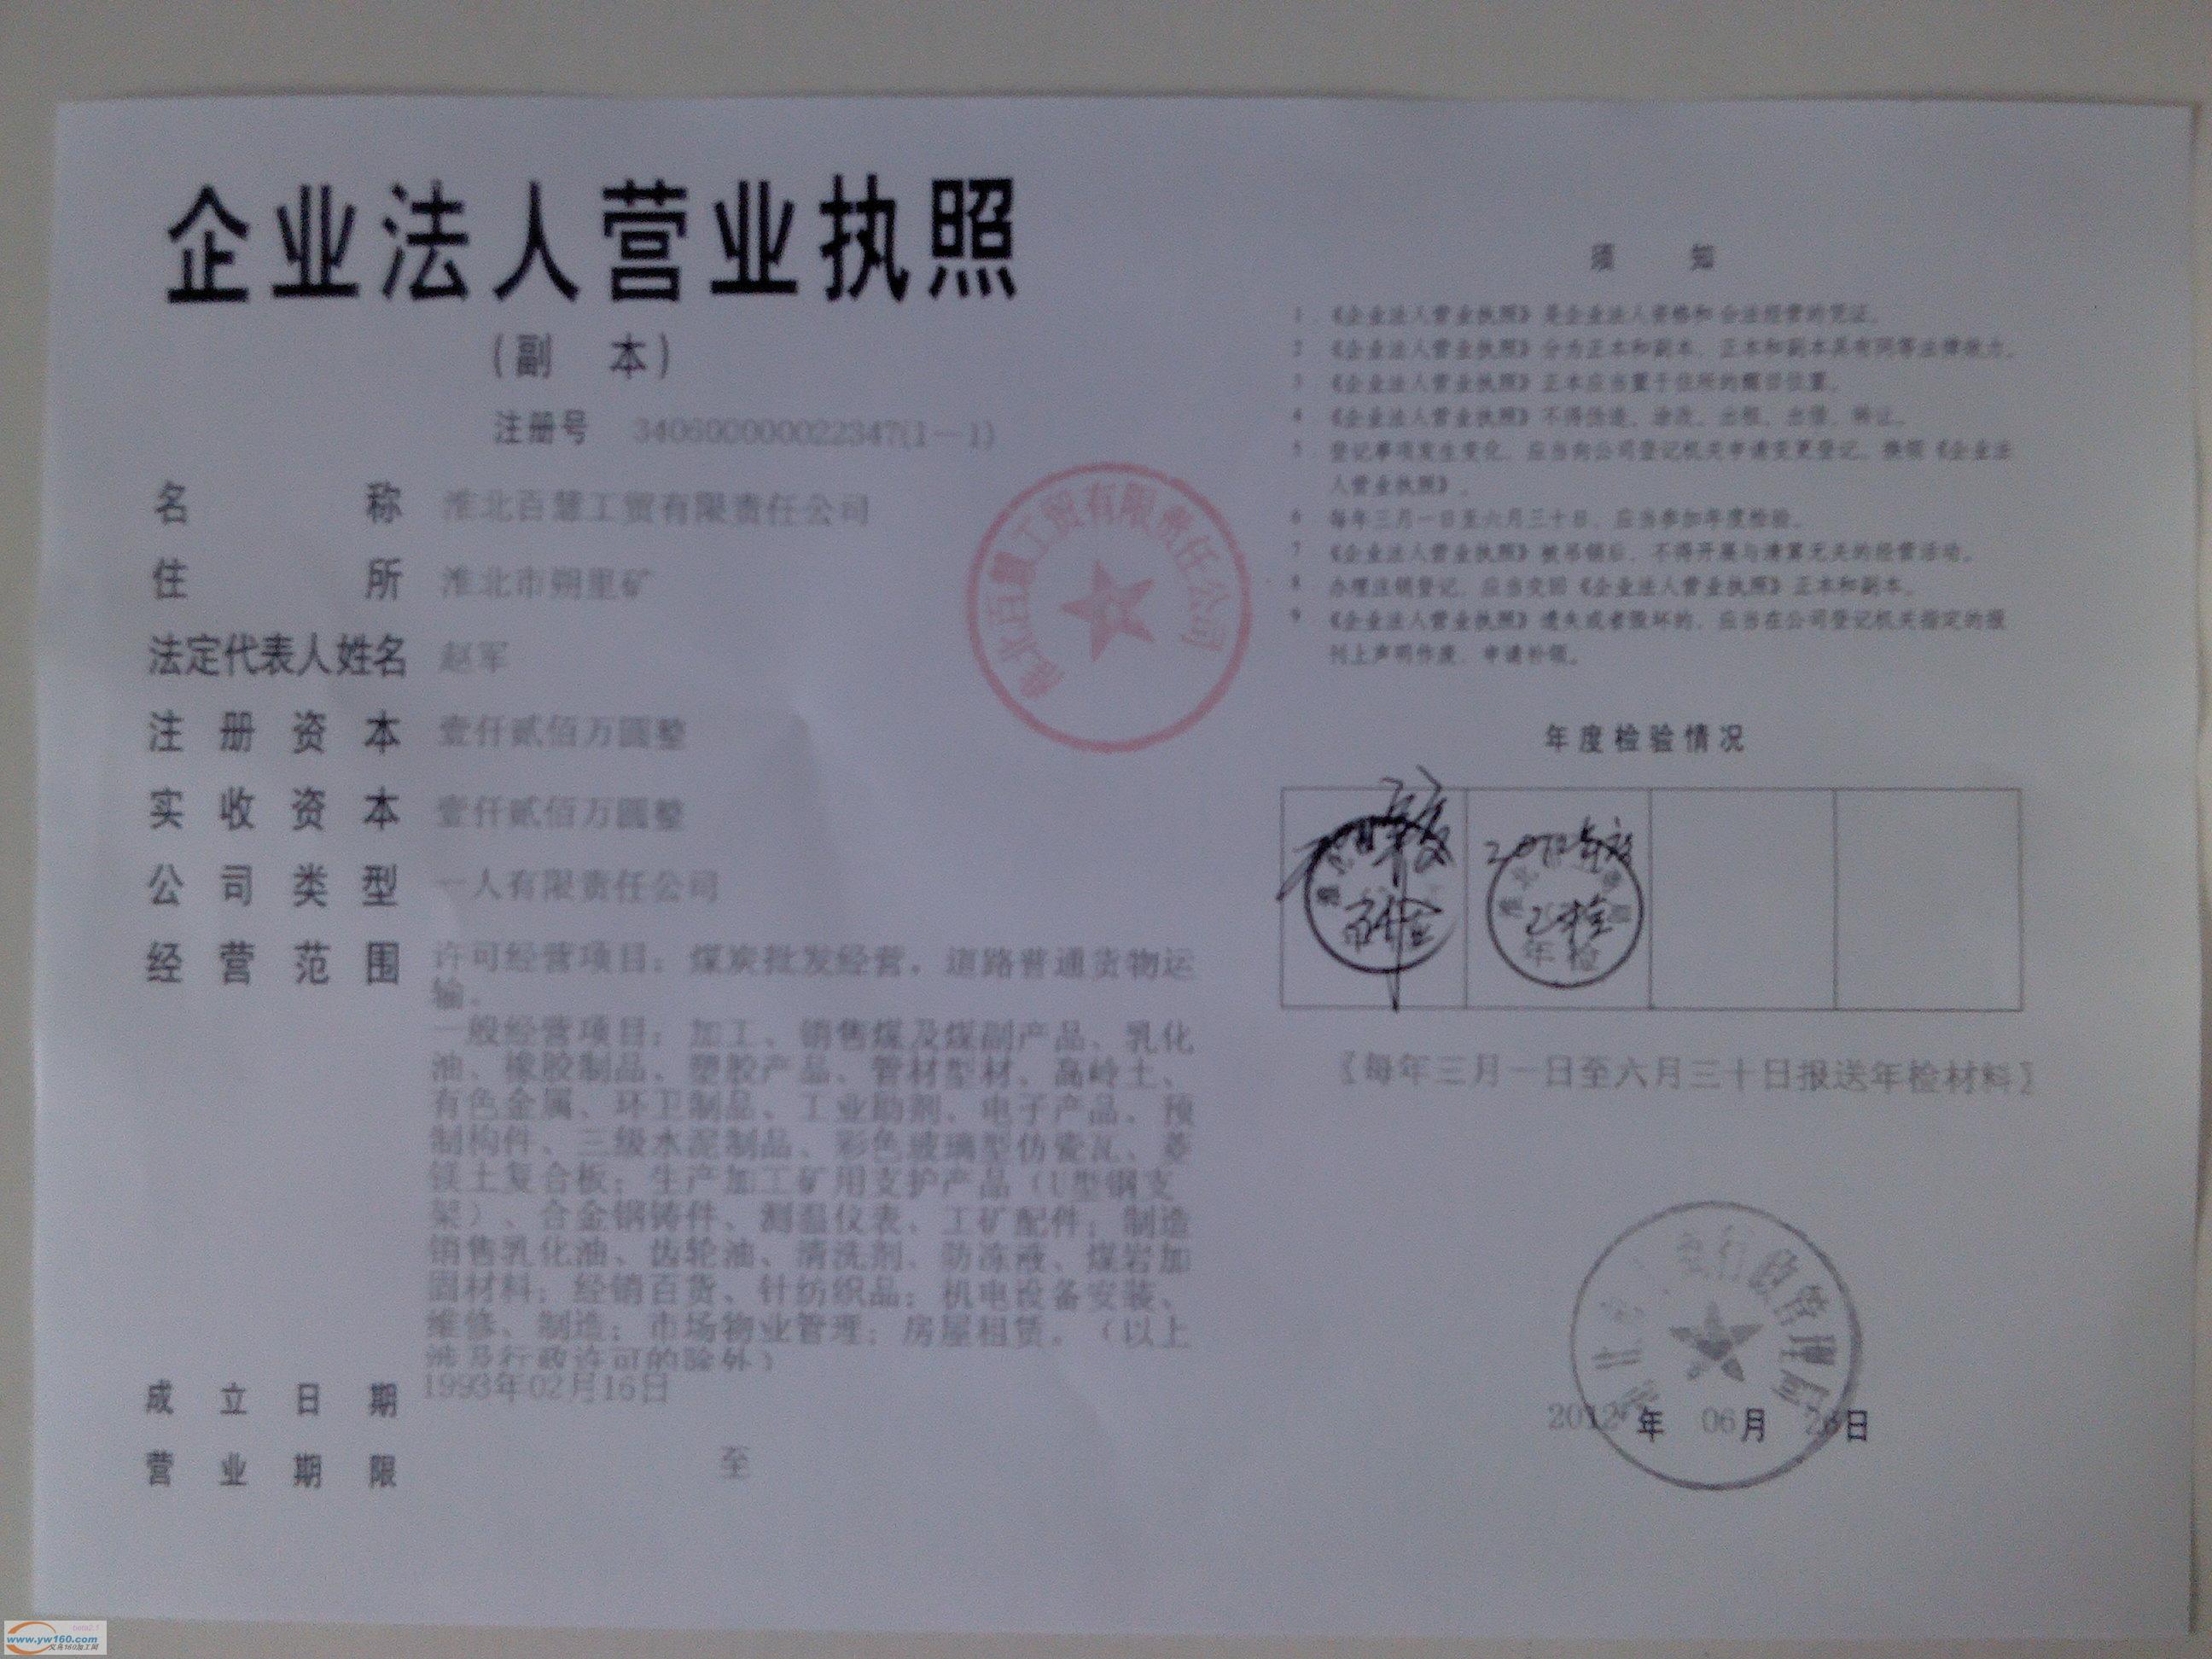 企业法人营业执照
(副 本)
注册号 340600000022347(1－1)
名 称 淮北百慧工贸有限责任公司
住 所 淮北市朔里矿
法定代表人姓名 赵军
注册资本 壹仟贰佰万圆整
实收资本 壹仟贰佰万圆整
公司类型 一人有限责任公司
经营范围 许可经营项目：煤炭批发经营，道路普通货物运
输。
一般经营项目：加工、销售煤及煤副产品、乳化
油、橡胶制品、塑胶产品、管材型材、高岭土、
有色金属、环卫制品、工业助剂、电子产品、预
制构件、三级水泥制品、彩色玻璃型仿瓷瓦、菱
镁土复合板；生产加工矿用支护产品（U型钢支
架）、合金钢铸件、测温仪表、工矿配件；制造
销售乳化油、齿轮油、清洗剂、防冻液、煤岩加
固材料；经销百货、针纺织品；机电设备安装、
维修、制造；市场物业管理；房屋租赁。（以上
涉及行政许可的除外）
成立日期 1993年02月16日
营业期限 至
淮北百慧工贸有限责任公司
须 知
1 《企业法人营业执照》是企业法人资格和合法经营的凭证。
2 《企业法人营业执照》分为正本和副本，正本和副本具有同等法律效力。
3 《企业法人营业执照》正本应当置于住所的醒目位置。
4 《企业法人营业执照》不得伪造、涂改、出租、出借、转让。
5 登记事项发生变化，应当向公司登记机关申请变更登记，换领《企业法
人营业执照》。
6 每年三月一日至六月三十日，应当参加年度检验。
7 《企业法人营业执照》被吊销后，不得开展与清算无关的经营活动。
8 办理注销登记，应当交回《企业法人营业执照》正本和副本。
9 《企业法人营业执照》遗失或者毁坏的，应当在公司登记机关指定的报
刊上声明作废，申请补领。
年度检验情况
年检
《每年三月一日至六月三十日报送年检材料》
行政管理局
2012年 06月 日
www.yw160.com